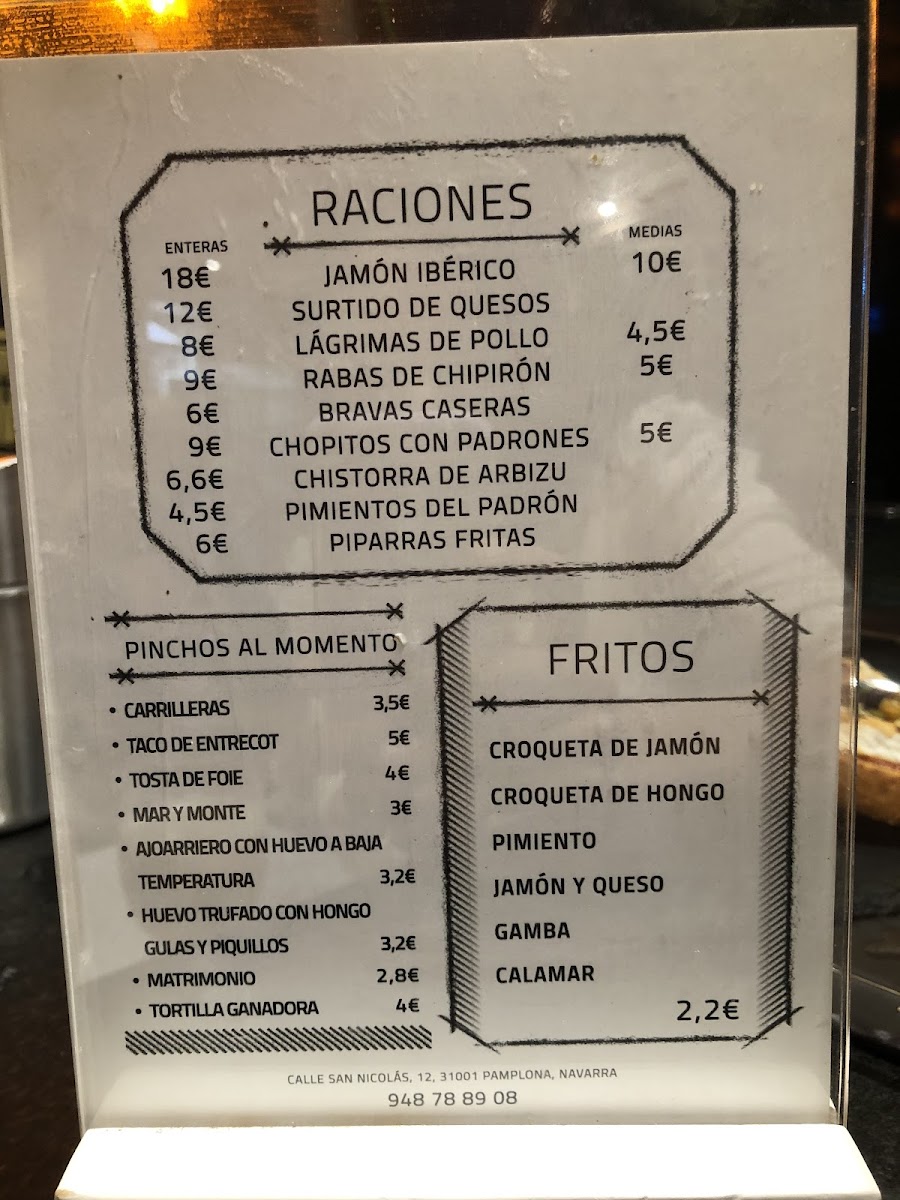 RACIONES
ENTERAS MEDIAS
18€ JAMÓN IBÉRICO 10€
12€ SURTIDO DE QUESOS
8€ LÁGRIMAS DE POLLO 4,5€
9€ RABAS DE CHIPIRÓN 5€
6€ BRAVAS CASERAS
9€ CHOPITOS CON PADRONES 5€
6,6€ CHISTORRA DE ARBIZU
4,5€ PIMIENTOS DEL PADRÓN
6€ PIPARRAS FRITAS
PINCHOS AL MOMENTO
• CARRILLERAS 3,5€
• TACO DE ENTRECOT 5€
• TOSTA DE FOIE 4€
• MAR Y MONTE 3€
• AJOARRIERO CON HUEVO A BAJA
TEMPERATURA 3,2€
• HUEVO TRUFADO CON HONGO
GULAS Y PIQUILLOS 3,2€
• MATRIMONIO 2,8€
• TORTILLA GANADORA 4€
FRITOS
CROQUETA DE JAMÓN
CROQUETA DE HONGO
PIMIENTO
JAMÓN Y QUESO
GAMBA
CALAMAR
2,2€
CALLE SAN NICOLÁS, 12, 31001 PAMPLONA, NAVARRA
948 78 89 08